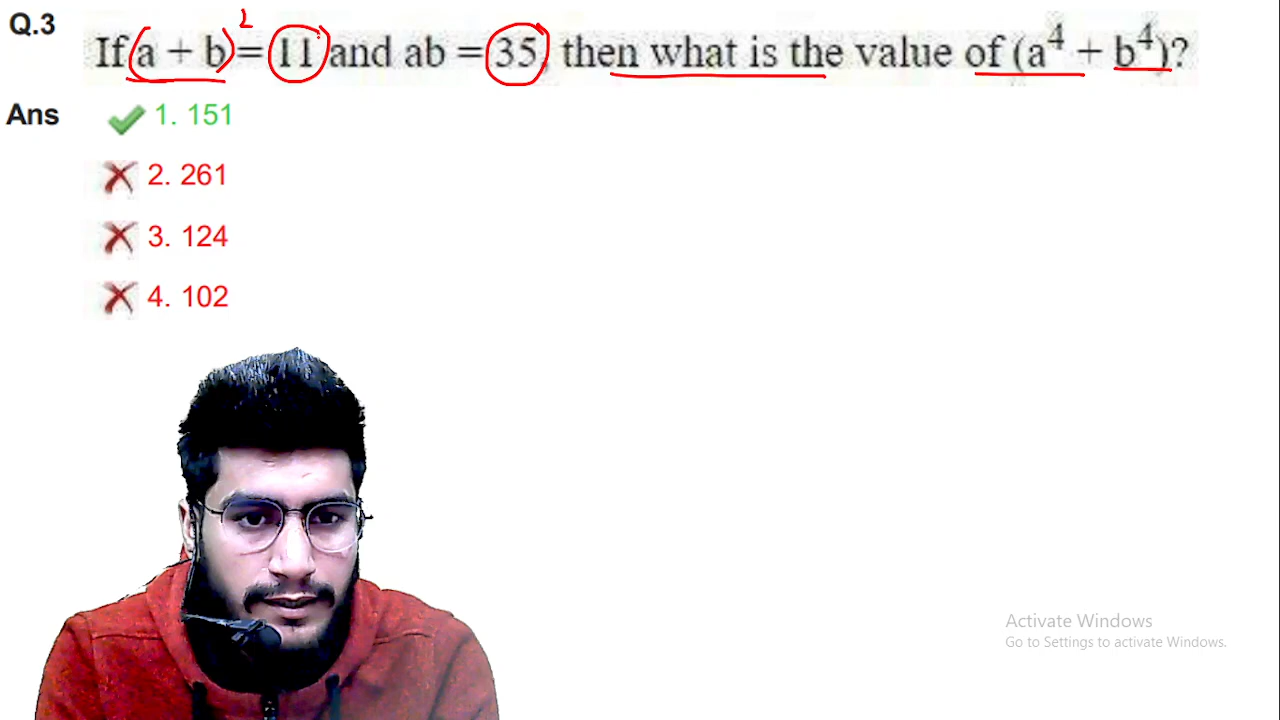 Q.3
If (a + b)² = 11 and ab = 35, then what is the value of (a⁴ + b⁴)?
Ans
1. 151
2. 261
3. 124
4. 102
Activate Windows
Go to Settings to activate Windows.